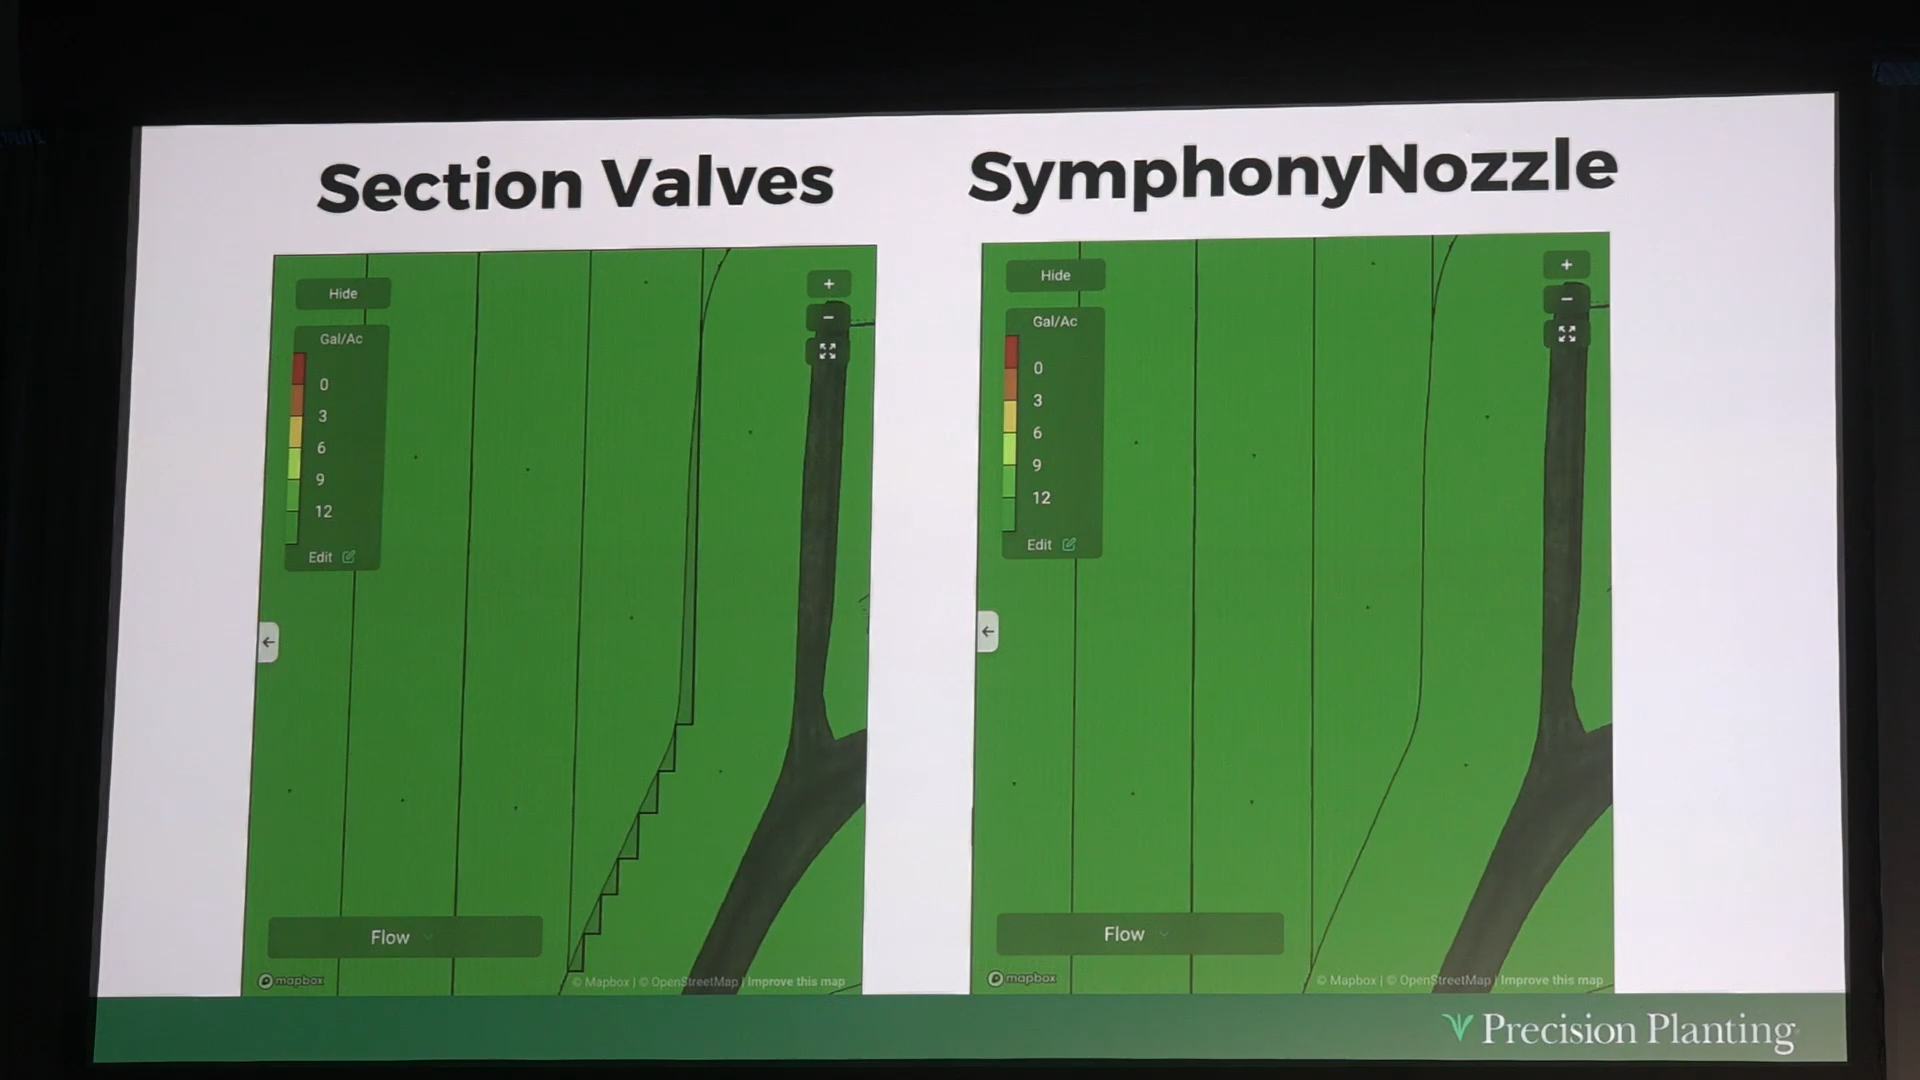 Section Valves
Hide
Gal/Ac
0
3
6
9
12
Edit
+
−
Flow
mapbox
© Mapbox | © OpenStreetMap | Improve this map
SymphonyNozzle
Hide
Gal/Ac
0
3
6
9
12
Edit
+
−
Flow
mapbox
© Mapbox | © OpenStreetMap | Improve this map
Precision Planting